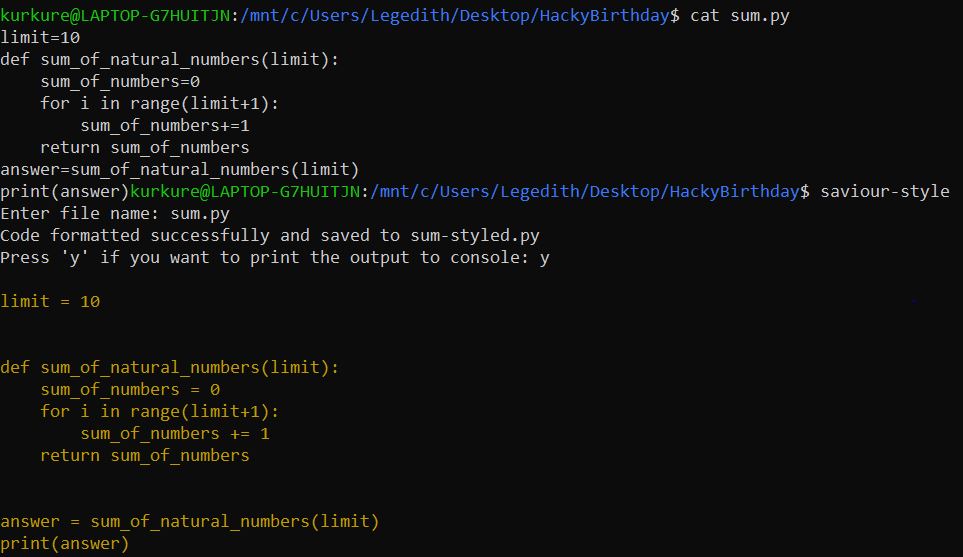 kurkure@LAPTOP-G7HUITJN:/mnt/c/Users/Legedith/Desktop/HackyBirthday$ cat sum.py
limit=10
def sum_of_natural_numbers(limit):
    sum_of_numbers=0
    for i in range(limit+1):
        sum_of_numbers+=1
    return sum_of_numbers
answer=sum_of_natural_numbers(limit)
print(answer)kurkure@LAPTOP-G7HUITJN:/mnt/c/Users/Legedith/Desktop/HackyBirthday$ saviour-style
Enter file name: sum.py
Code formatted successfully and saved to sum-styled.py
Press 'y' if you want to print the output to console: y
limit = 10
def sum_of_natural_numbers(limit):
    sum_of_numbers = 0
    for i in range(limit+1):
        sum_of_numbers += 1
    return sum_of_numbers
answer = sum_of_natural_numbers(limit)
print(answer)